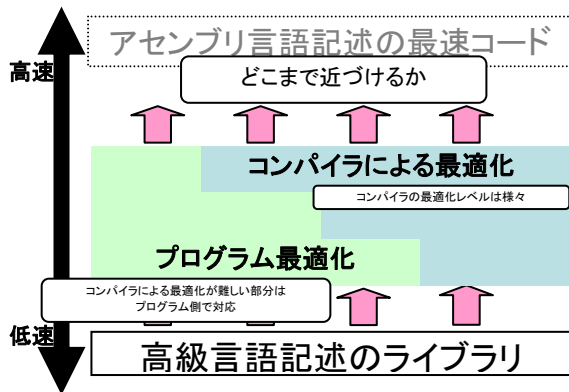 アセンブリ言語記述の最速コード
高速
どこまで近づけるか
コンパイラによる最適化
コンパイラの最適化レベルは様々
プログラム最適化
コンパイラによる最適化が難しい部分は
プログラム側で対応
低速
高級言語記述のライブラリ